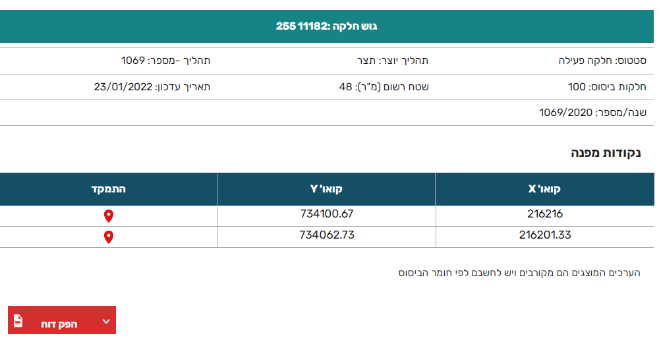 גוש חלקה :11182 255
סטטוס: חלקה פעילה תהליך יוצר: תצר תהליך -מספר: 1069
חלקות ביסוס: 100 שטח רשום (מ"ר): 48 תאריך עדכון: 23/01/2022
שנה/מספר: 1069/2020
נקודות מפנה
קואו' X קואו' Y התמקד
216216 734100.67
216201.33 734062.73
הערכים המוצגים הם מקורבים ויש לחשבם לפי חומר הביסוס
הפק דוח